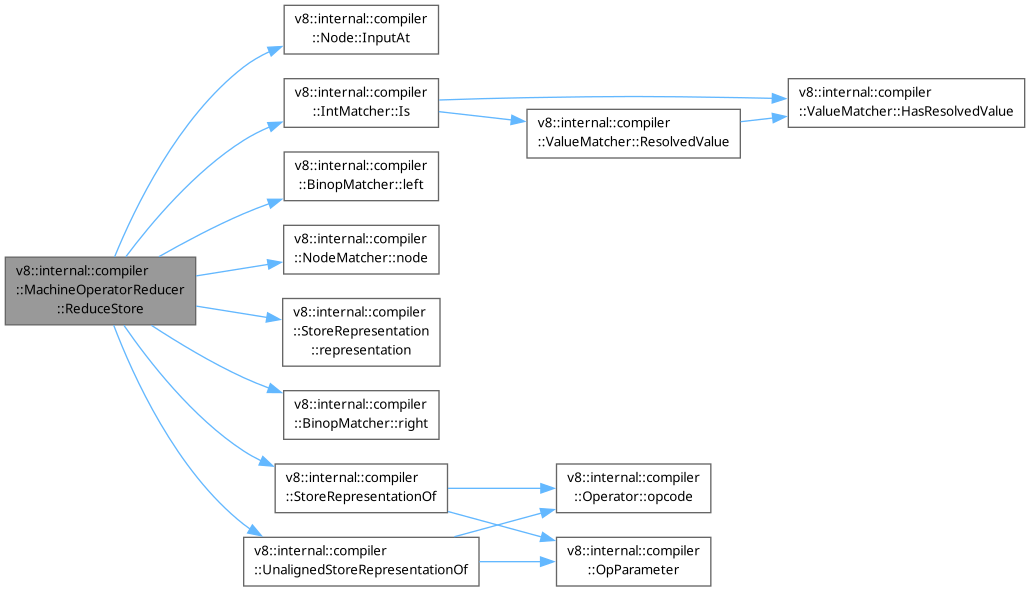 v8::internal::compiler
::MachineOperatorReducer
::ReduceStore
v8::internal::compiler
::Node::InputAt
v8::internal::compiler
::IntMatcher::Is
v8::internal::compiler
::ValueMatcher::HasResolvedValue
v8::internal::compiler
::ValueMatcher::ResolvedValue
v8::internal::compiler
::BinopMatcher::left
v8::internal::compiler
::NodeMatcher::node
v8::internal::compiler
::StoreRepresentation
::representation
v8::internal::compiler
::BinopMatcher::right
v8::internal::compiler
::StoreRepresentationOf
v8::internal::compiler
::Operator::opcode
v8::internal::compiler
::UnalignedStoreRepresentationOf
v8::internal::compiler
::OpParameter